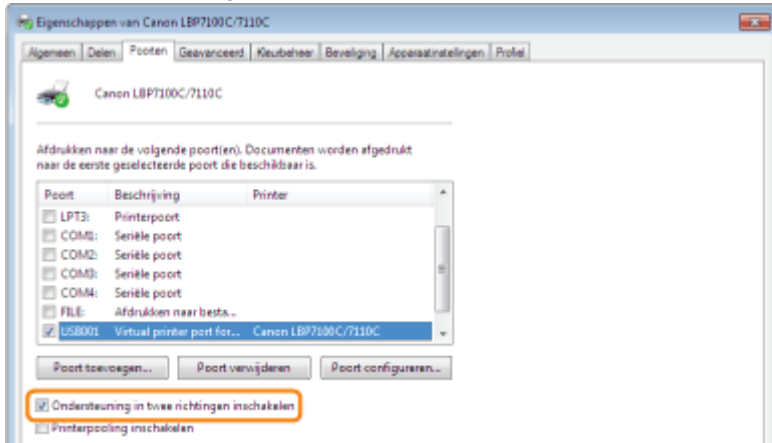 Eigenschappen van Canon LBP7100C/7110C
Algemeen Delen Poorten Geavanceerd Kleurbeheer Beveiliging Apparaatinstellingen Profiel
Canon LBP7100C/7110C
Afdrukken naar de volgende poort(en). Documenten worden afgedrukt
naar de eerste geselecteerde poort die beschikbaar is.
Poort Beschrijving Printer
LPT3: Printerpoort
COM1: Seriële poort
COM2: Seriële poort
COM3: Seriële poort
COM4: Seriële poort
FILE: Afdrukken naar besta...
USB001 Virtual printer port for... Canon LBP7100C/7110C
Poort toevoegen... Poort verwijderen Poort configureren...
Ondersteuning in twee richtingen inschakelen
Printerpooling inschakelen